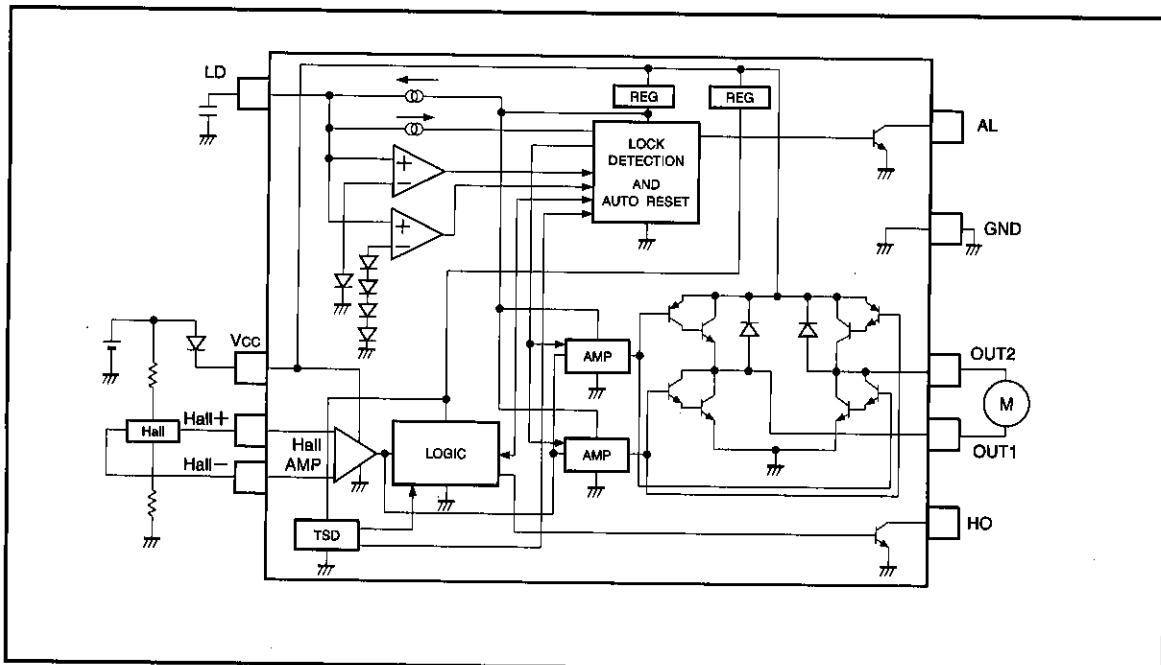 LD
REG
REG
AL
LOCK
DETECTION
AND
AUTO RESET
+
−
+
−
GND
VCC
AMP
OUT2
M
Hall+
Hall
Hall
AMP
LOGIC
AMP
OUT1
Hall−
TSD
HO